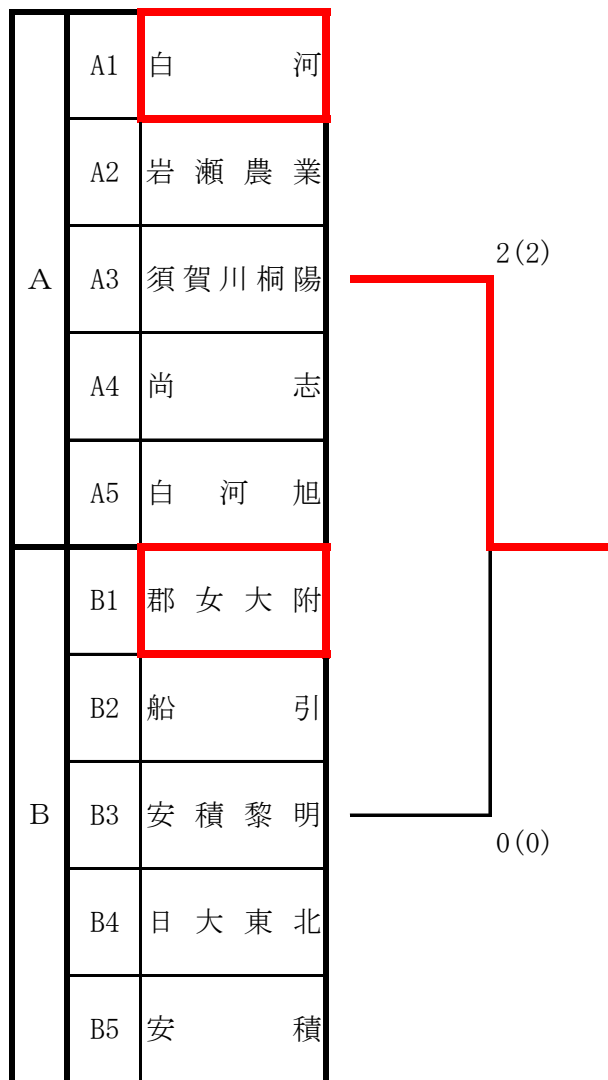 A1 白河
A2 岩瀬農業
2(2)
A A3 須賀川桐陽
A4 尚志
A5 白河旭
B1 郡女大附
B2 船引
B B3 安積黎明
0(0)
B4 日大東北
B5 安積